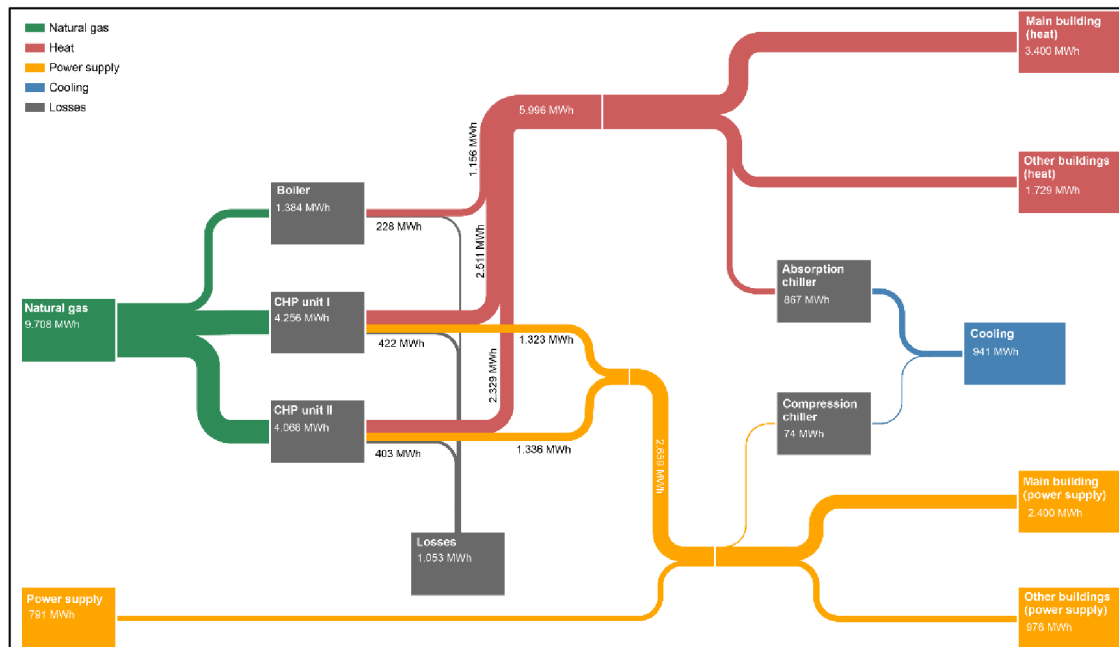 Natural gas
Heat
Power supply
Cooling
Losses
Main building
(heat)
3.400 MWh
5.996 MWh
1.156 MWh
Other buildings
(heat)
1.729 MWh
Boiler
1.384 MWh
228 MWh
2.511 MWh
Absorption
chiller
867 MWh
Natural gas
9.708 MWh
CHP unit I
4.256 MWh
422 MWh
1.323 MWh
Cooling
941 MWh
2.329 MWh
CHP unit II
4.068 MWh
403 MWh
1.336 MWh
Compression
chiller
74 MWh
2.659 MWh
Main building
(power supply)
2.400 MWh
Losses
1.053 MWh
Power supply
791 MWh
Other buildings
(power supply)
976 MWh